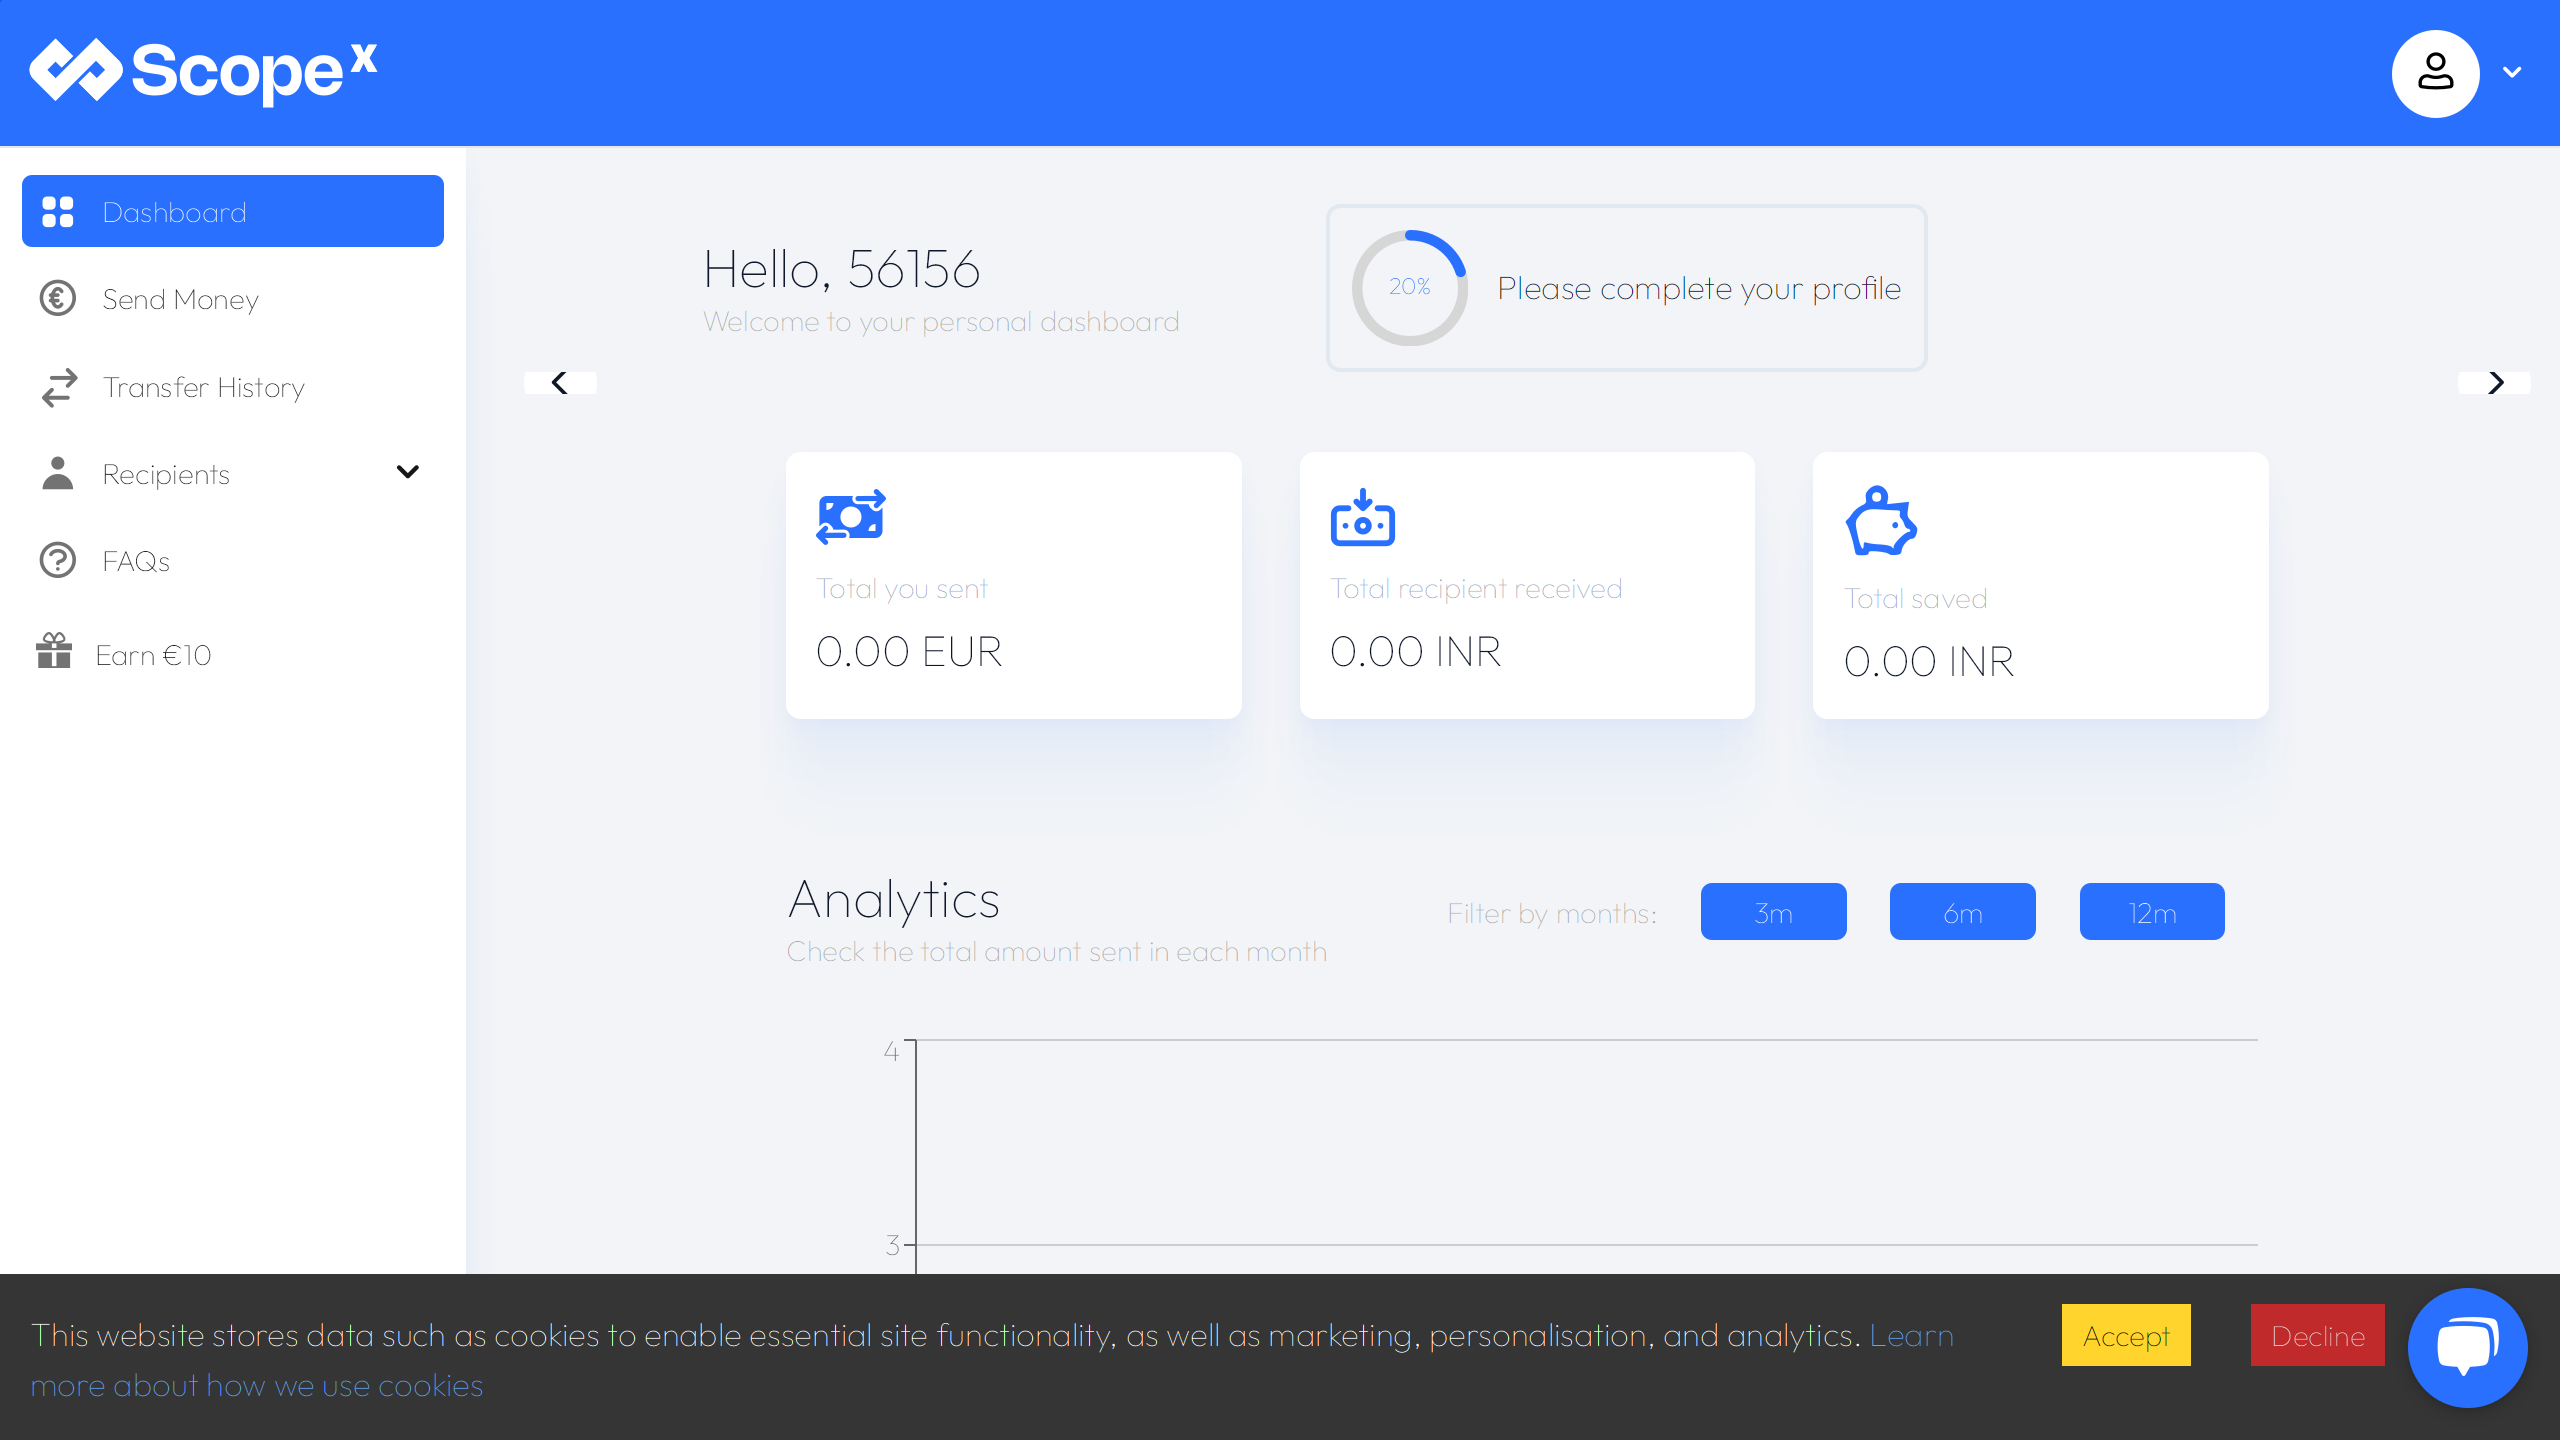 Scope x
Dashboard
Send Money
Transfer History
Recipients
FAQs
Earn €10
Hello, 56156
Welcome to your personal dashboard
20%
Please complete your profile
Total you sent
0.00 EUR
Total recipient received
0.00 INR
Total saved
0.00 INR
Analytics
Check the total amount sent in each month
Filter by months:
3m
6m
12m
4
3
This website stores data such as cookies to enable essential site functionality, as well as marketing, personalisation, and analytics. Learn
more about how we use cookies
Accept
Decline